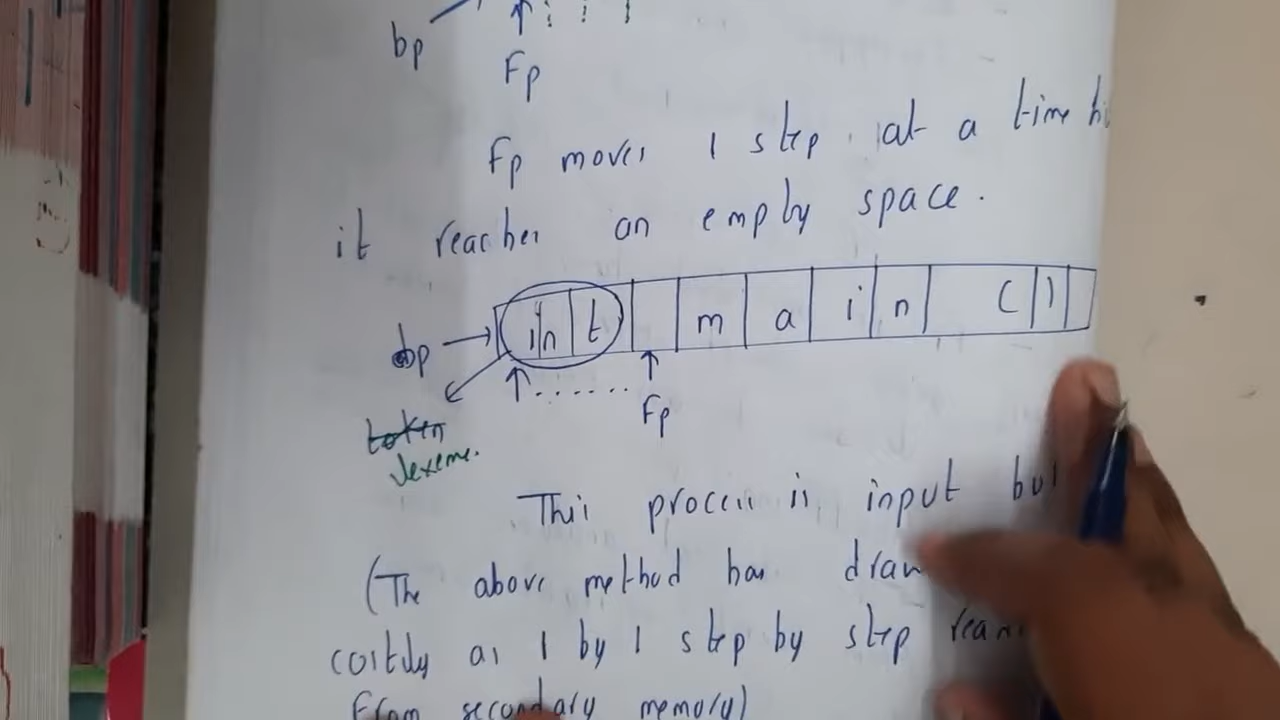 bp
Fp
Fp moves 1 step at a time
it reaches an empty space.
i n t m a i n ( )
bp
Fp
token
lexeme.
This process is input
(The above method has
costly as 1 by 1 step by step
From secondary memory)